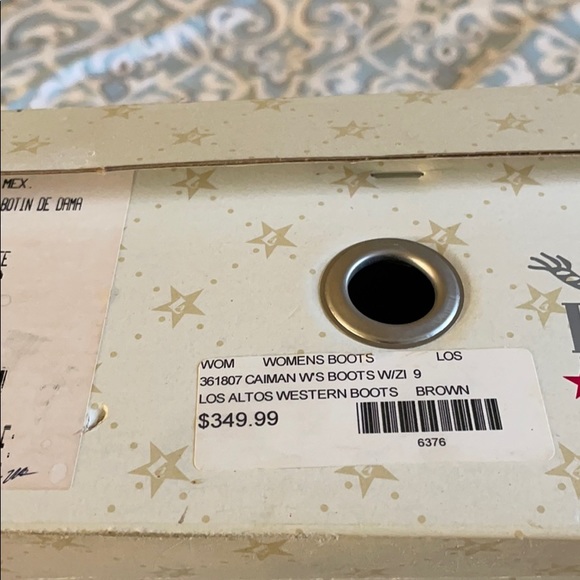 MEX.
BOTIN DE DAMA
WOM WOMENS BOOTS LOS
361807 CAIMAN W'S BOOTS W/ZI 9
LOS ALTOS WESTERN BOOTS BROWN
$349.99
6376